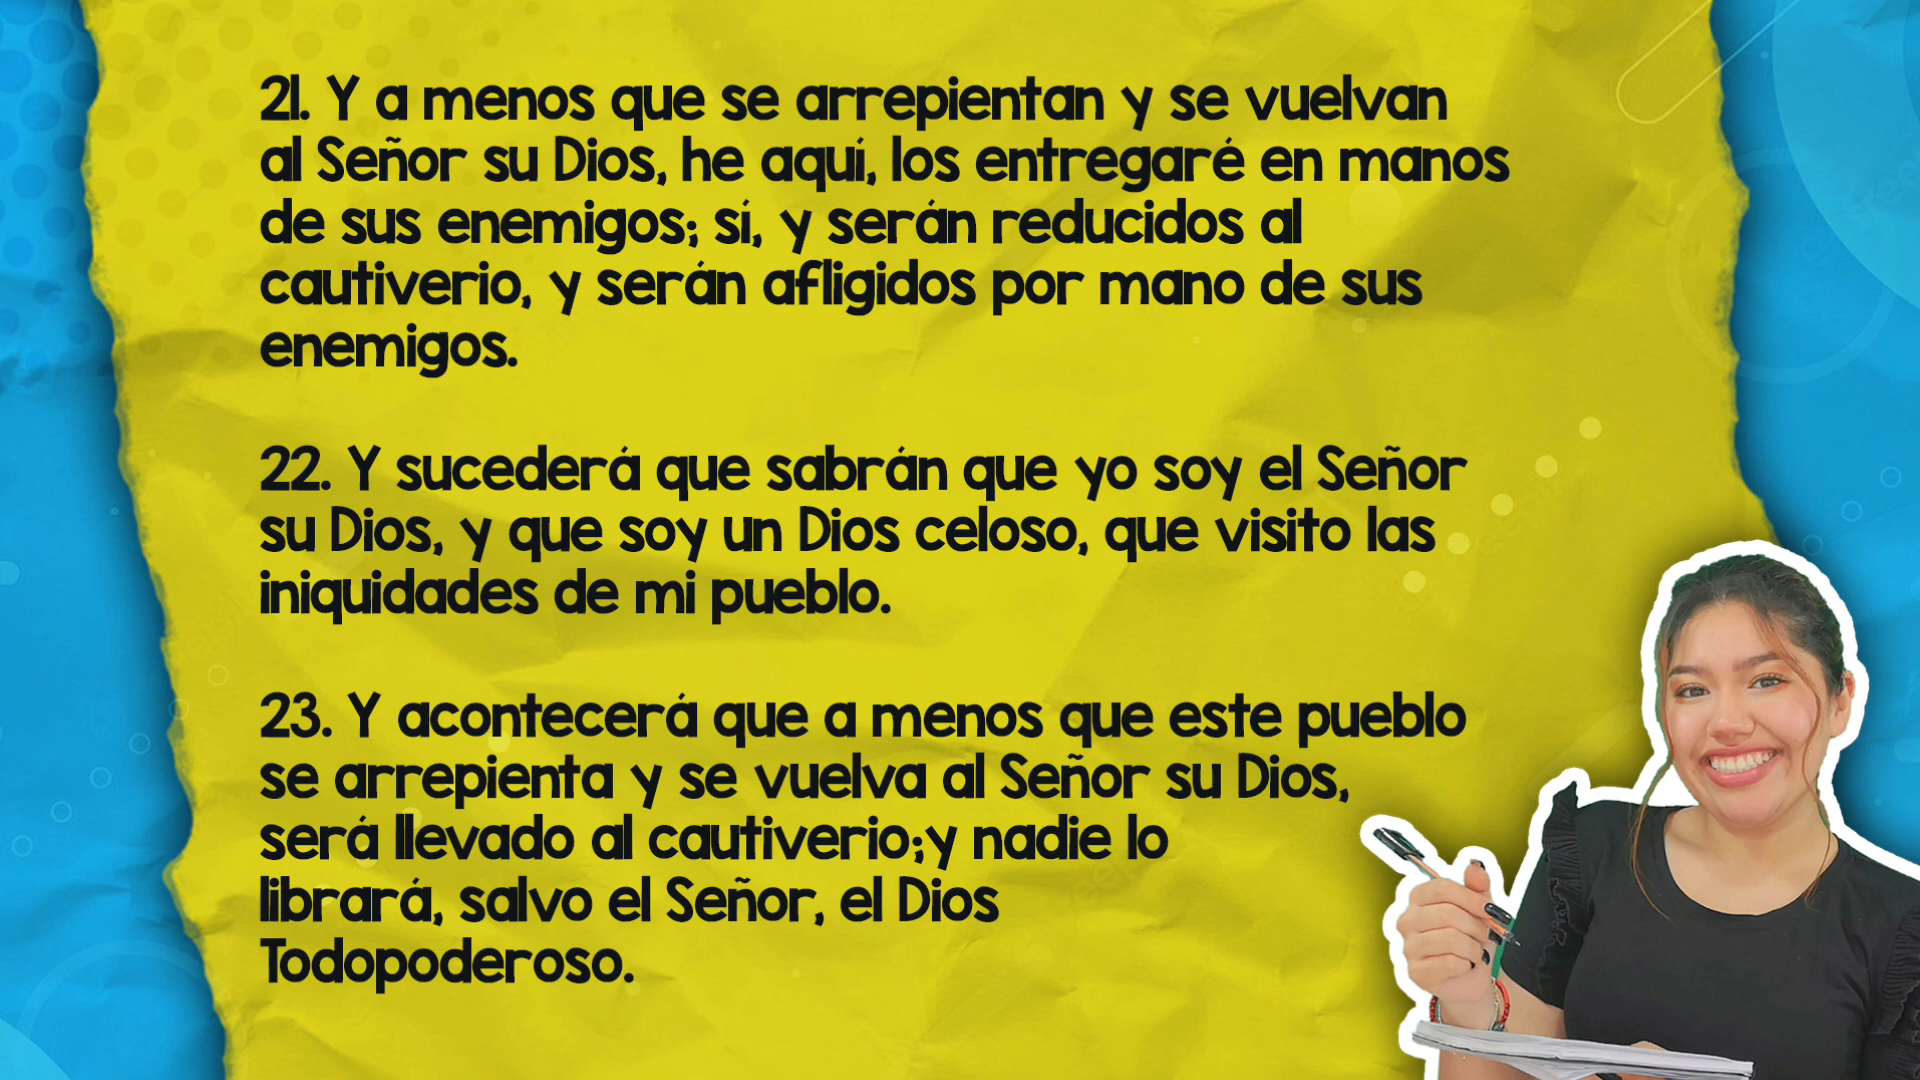 21. Y a menos que se arrepientan y se vuelvan
al Señor su Dios, he aquí, los entregaré en manos
de sus enemigos; sí, y serán reducidos al
cautiverio, y serán afligidos por mano de sus
enemigos.
22. Y sucederá que sabrán que yo soy el Señor
su Dios, y que soy un Dios celoso, que visito las
iniquidades de mi pueblo.
23. Y acontecerá que a menos que este pueblo
se arrepienta y se vuelva al Señor su Dios,
será llevado al cautiverio;y nadie lo
librará, salvo el Señor, el Dios
Todopoderoso.